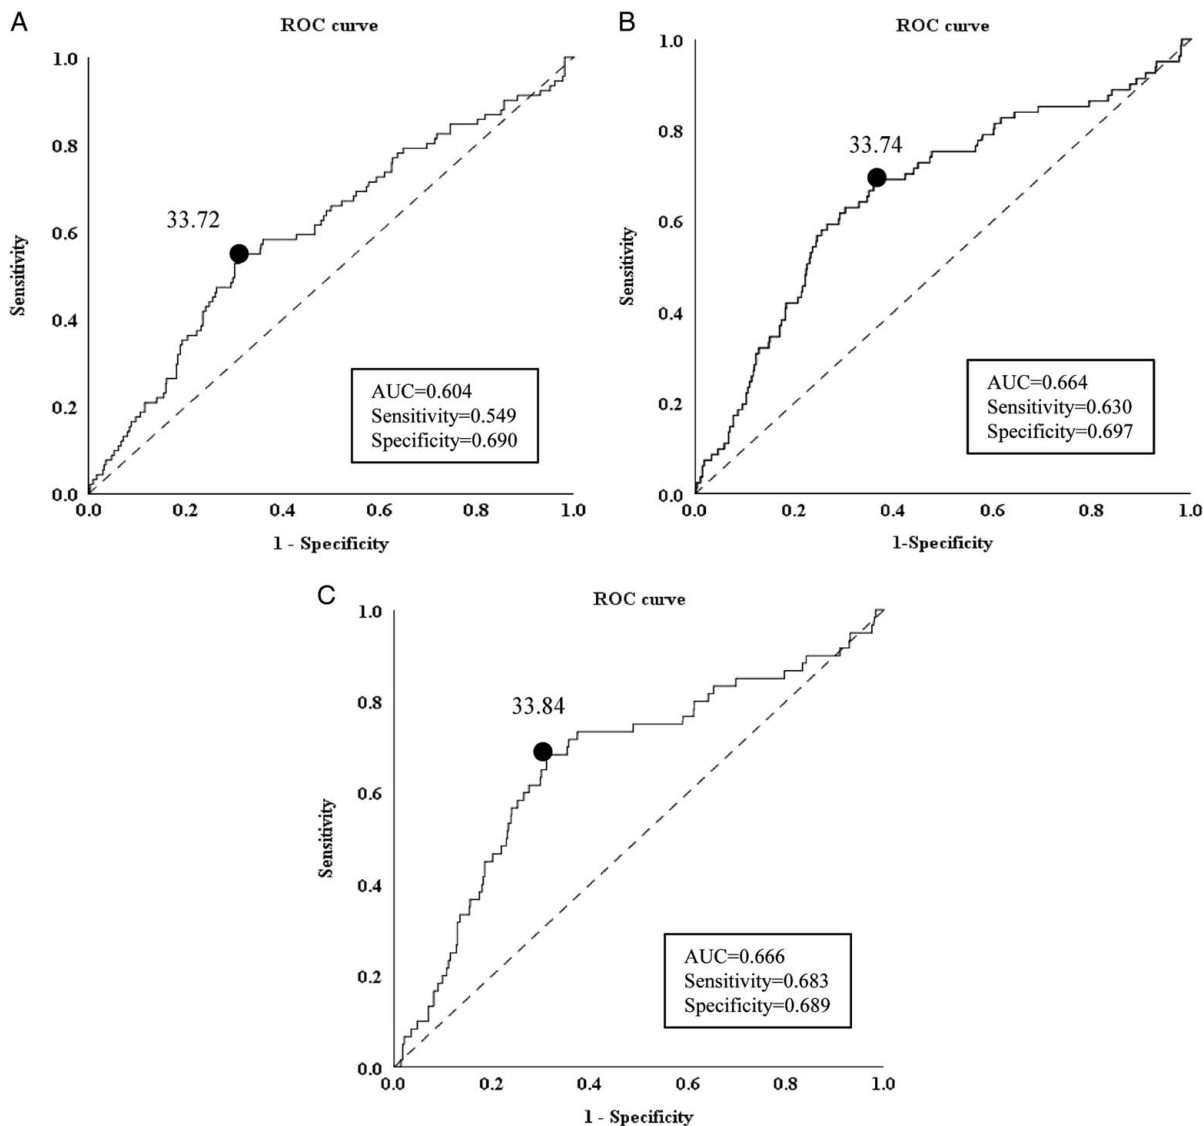 A
ROC curve
1.0
0.8
0.6
0.4
0.2
0.0
Sensitivity
33.72
AUC=0.604
Sensitivity=0.549
Specificity=0.690
0.0 0.2 0.4 0.6 0.8 1.0
1 - Specificity
B
ROC curve
1.0
0.8
0.6
0.4
0.2
0.0
Sensitivity
33.74
AUC=0.664
Sensitivity=0.630
Specificity=0.697
0.0 0.2 0.4 0.6 0.8 1.0
1-Specificity
C
ROC curve
1.0
0.8
0.6
0.4
0.2
0.0
Sensitivity
33.84
AUC=0.666
Sensitivity=0.683
Specificity=0.689
0.0 0.2 0.4 0.6 0.8 1.0
1 - Specificity